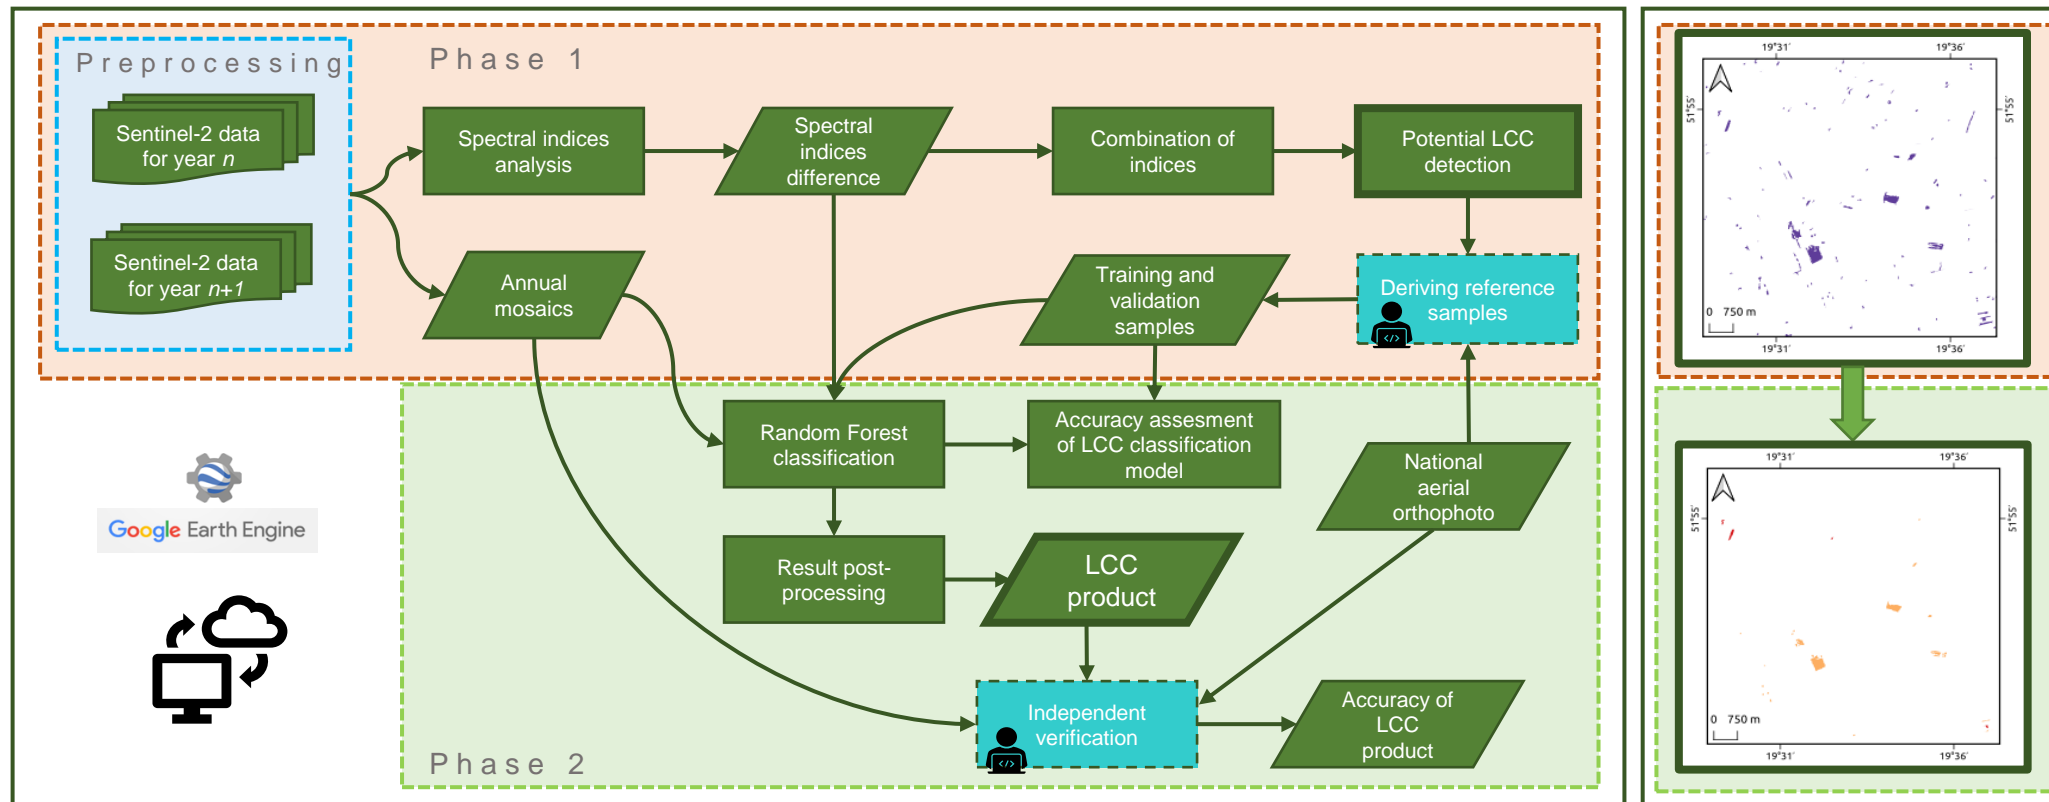 Preprocessing
Phase 1
Sentinel-2 data
for year n
Sentinel-2 data
for year n+1
Spectral indices
analysis
Spectral
indices
difference
Combination of
indices
Potential LCC
detection
Annual
mosaics
Training and
validation
samples
Deriving reference
samples
</>
Random Forest
classification
Accuracy assesment
of LCC classification
model
National
aerial
orthophoto
Result post-
processing
LCC
product
Independent
verification
</>
Accuracy of
LCC
product
Phase 2
Google Earth Engine
19°31′
19°36′
51°55′
51°55′
0 750 m
19°31′
19°36′
19°31′
19°36′
51°55′
51°55′
0 750 m
19°31′
19°36′